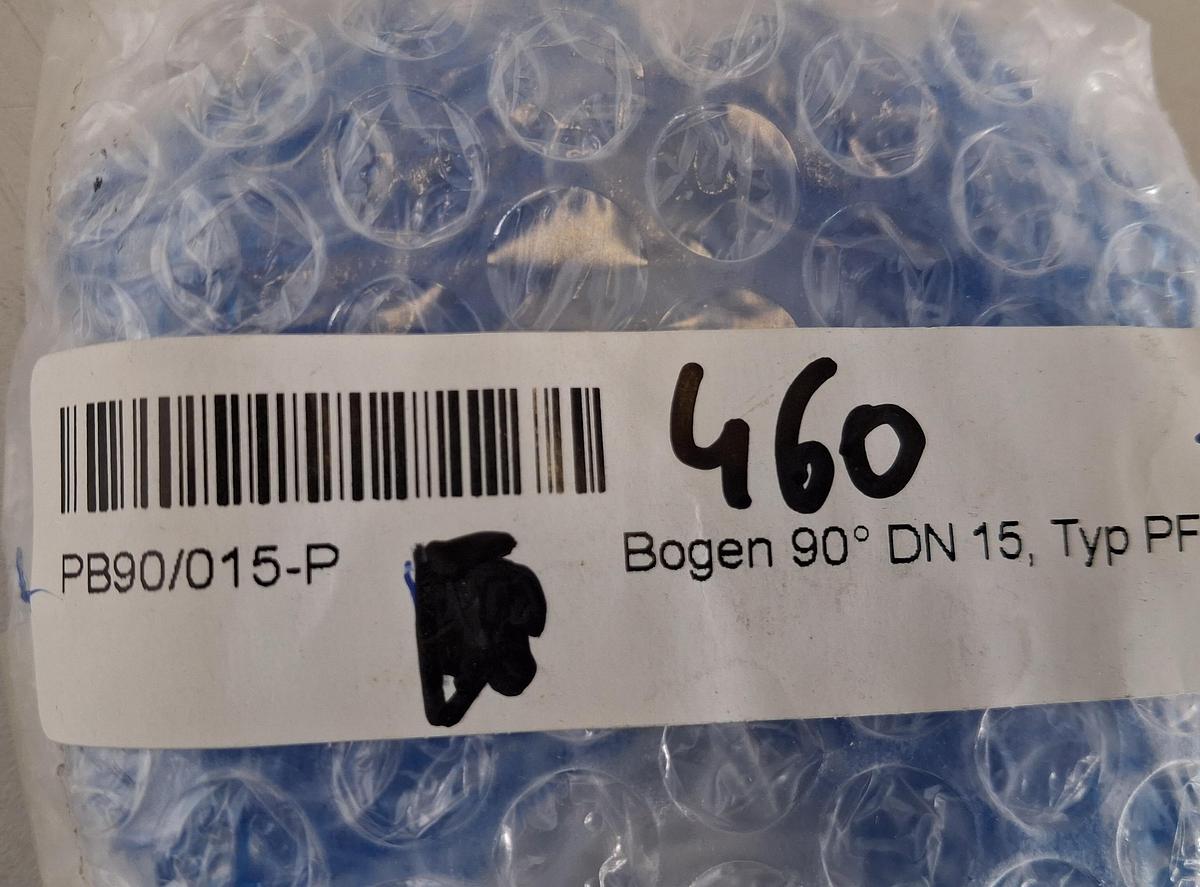 460
PB90/015-P
Bogen 90° DN 15, Typ PF